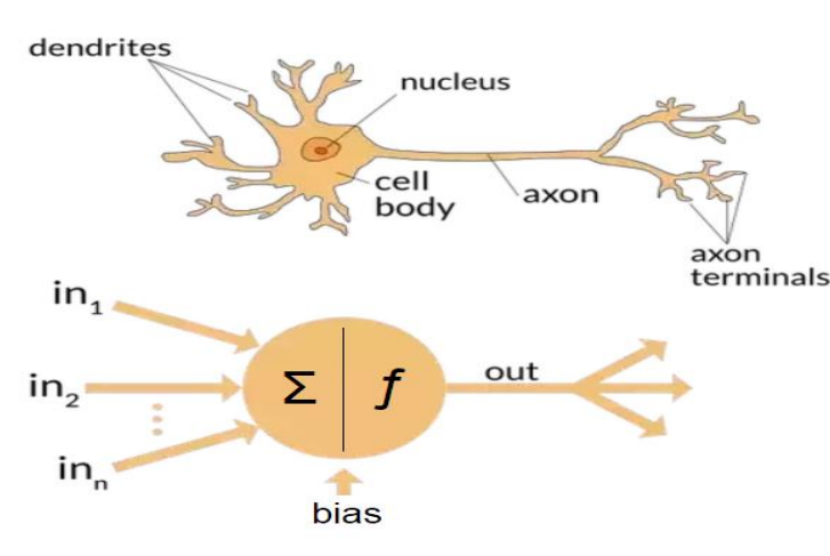 dendrites
nucleus
cell
body
axon
axon
terminals
in₁
in₂
inₙ
Σ
f
out
bias